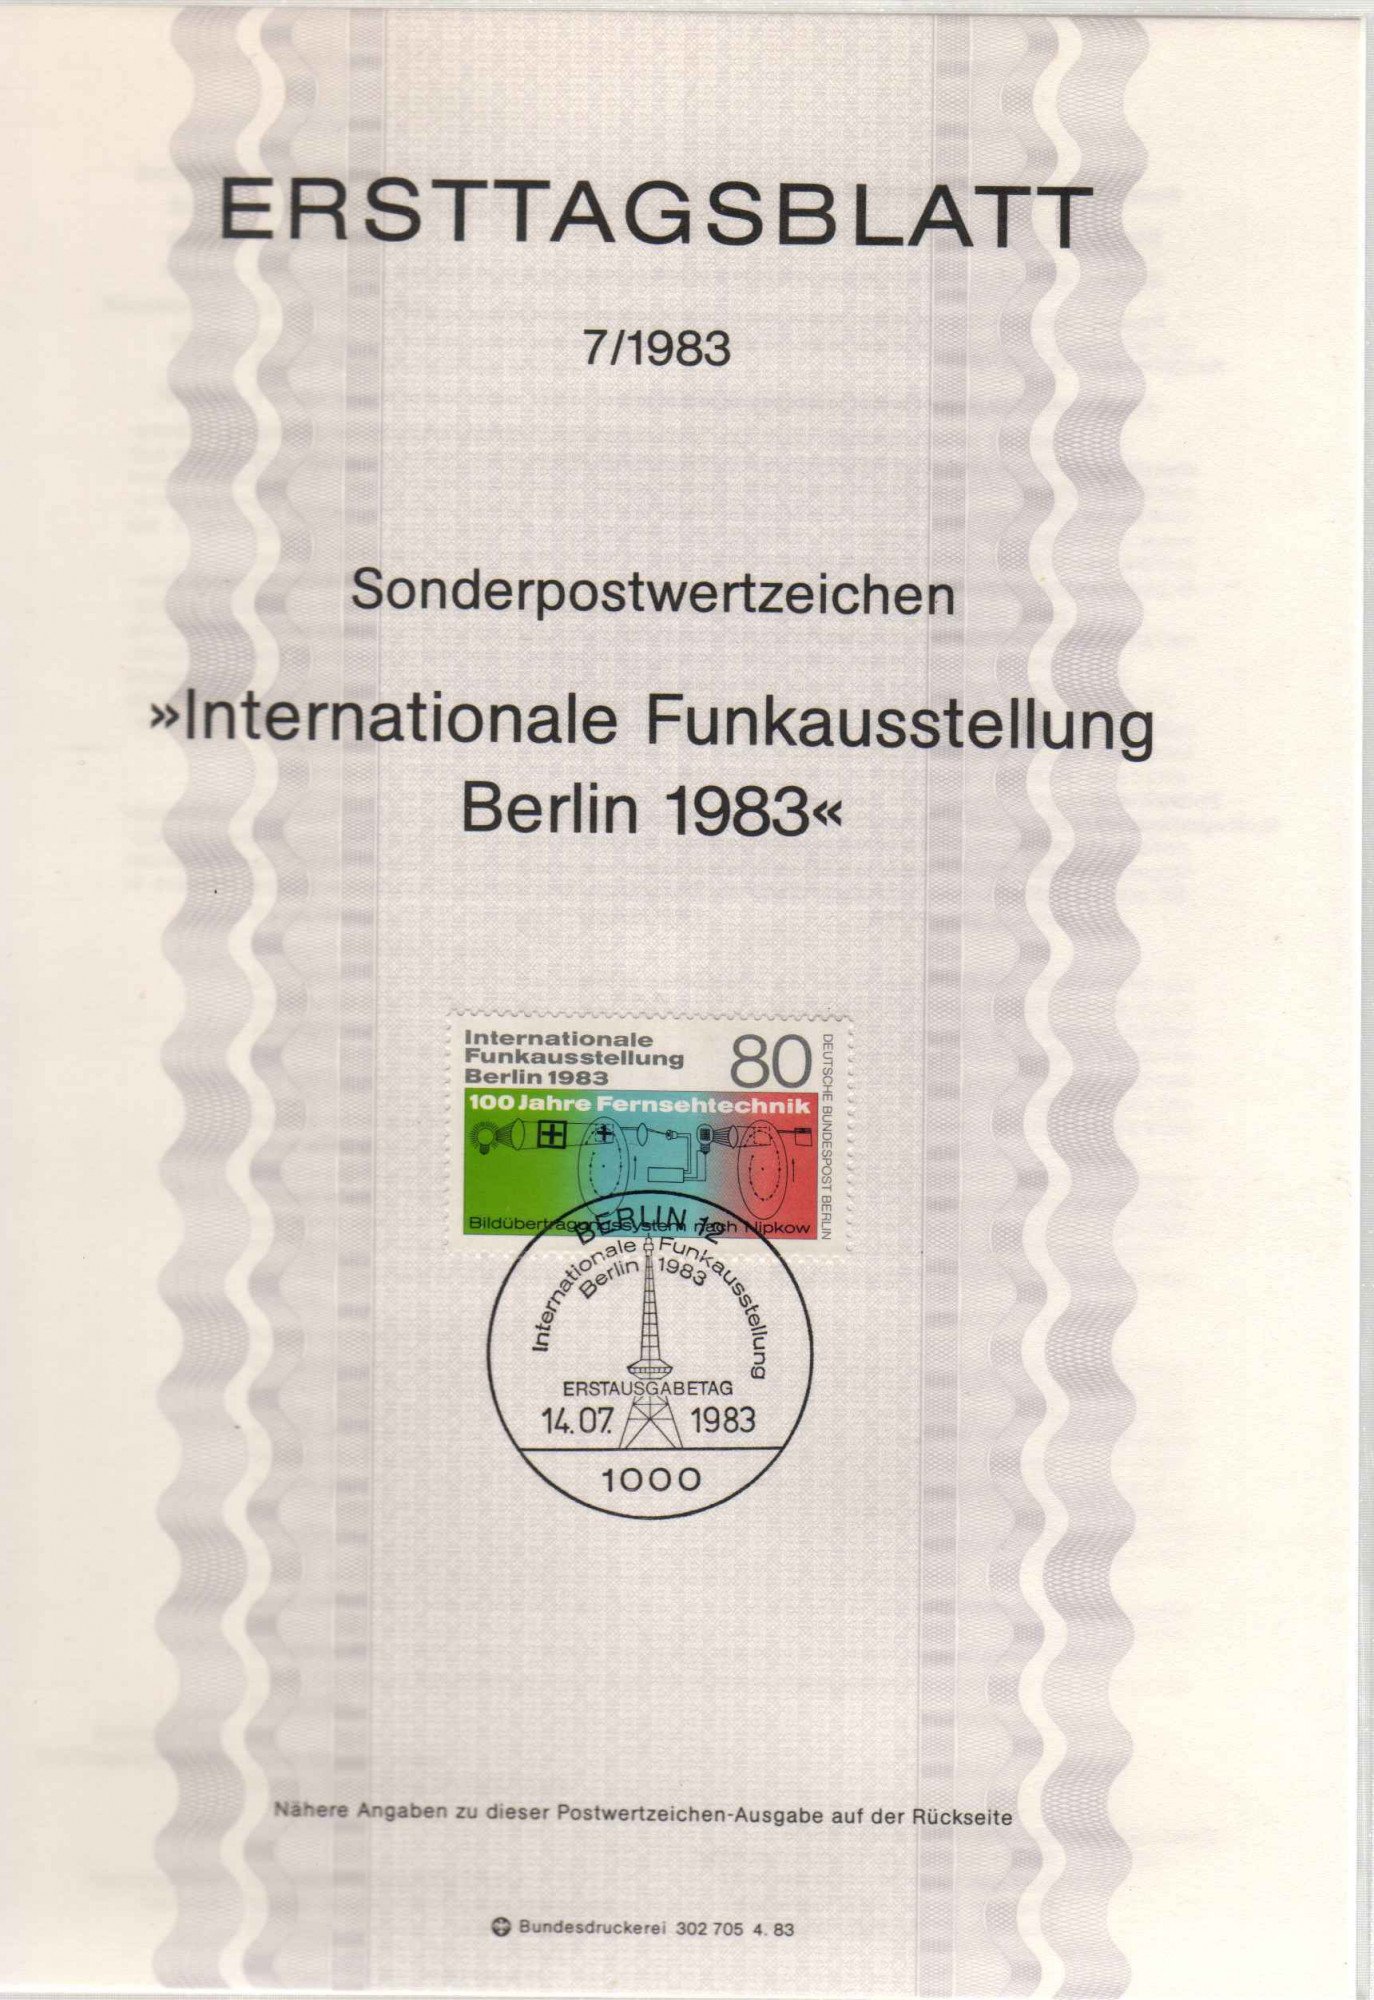 ERSTTAGSBLATT
7/1983
Sonderpostwertzeichen
»Internationale Funkausstellung
Berlin 1983«
Internationale
Funkausstellung
Berlin 1983
80
DEUTSCHE BUNDESPOST BERLIN
100 Jahre Fernsehtechnik
Bildübertragungssystem nach Nipkow
BERLIN 12
Internationale Funkausstellung
Berlin 1983
ERSTAUSGABETAG
14.07. 1983
1000
Nähere Angaben zu dieser Postwertzeichen-Ausgabe auf der Rückseite
Bundesdruckerei 302 705 4. 83